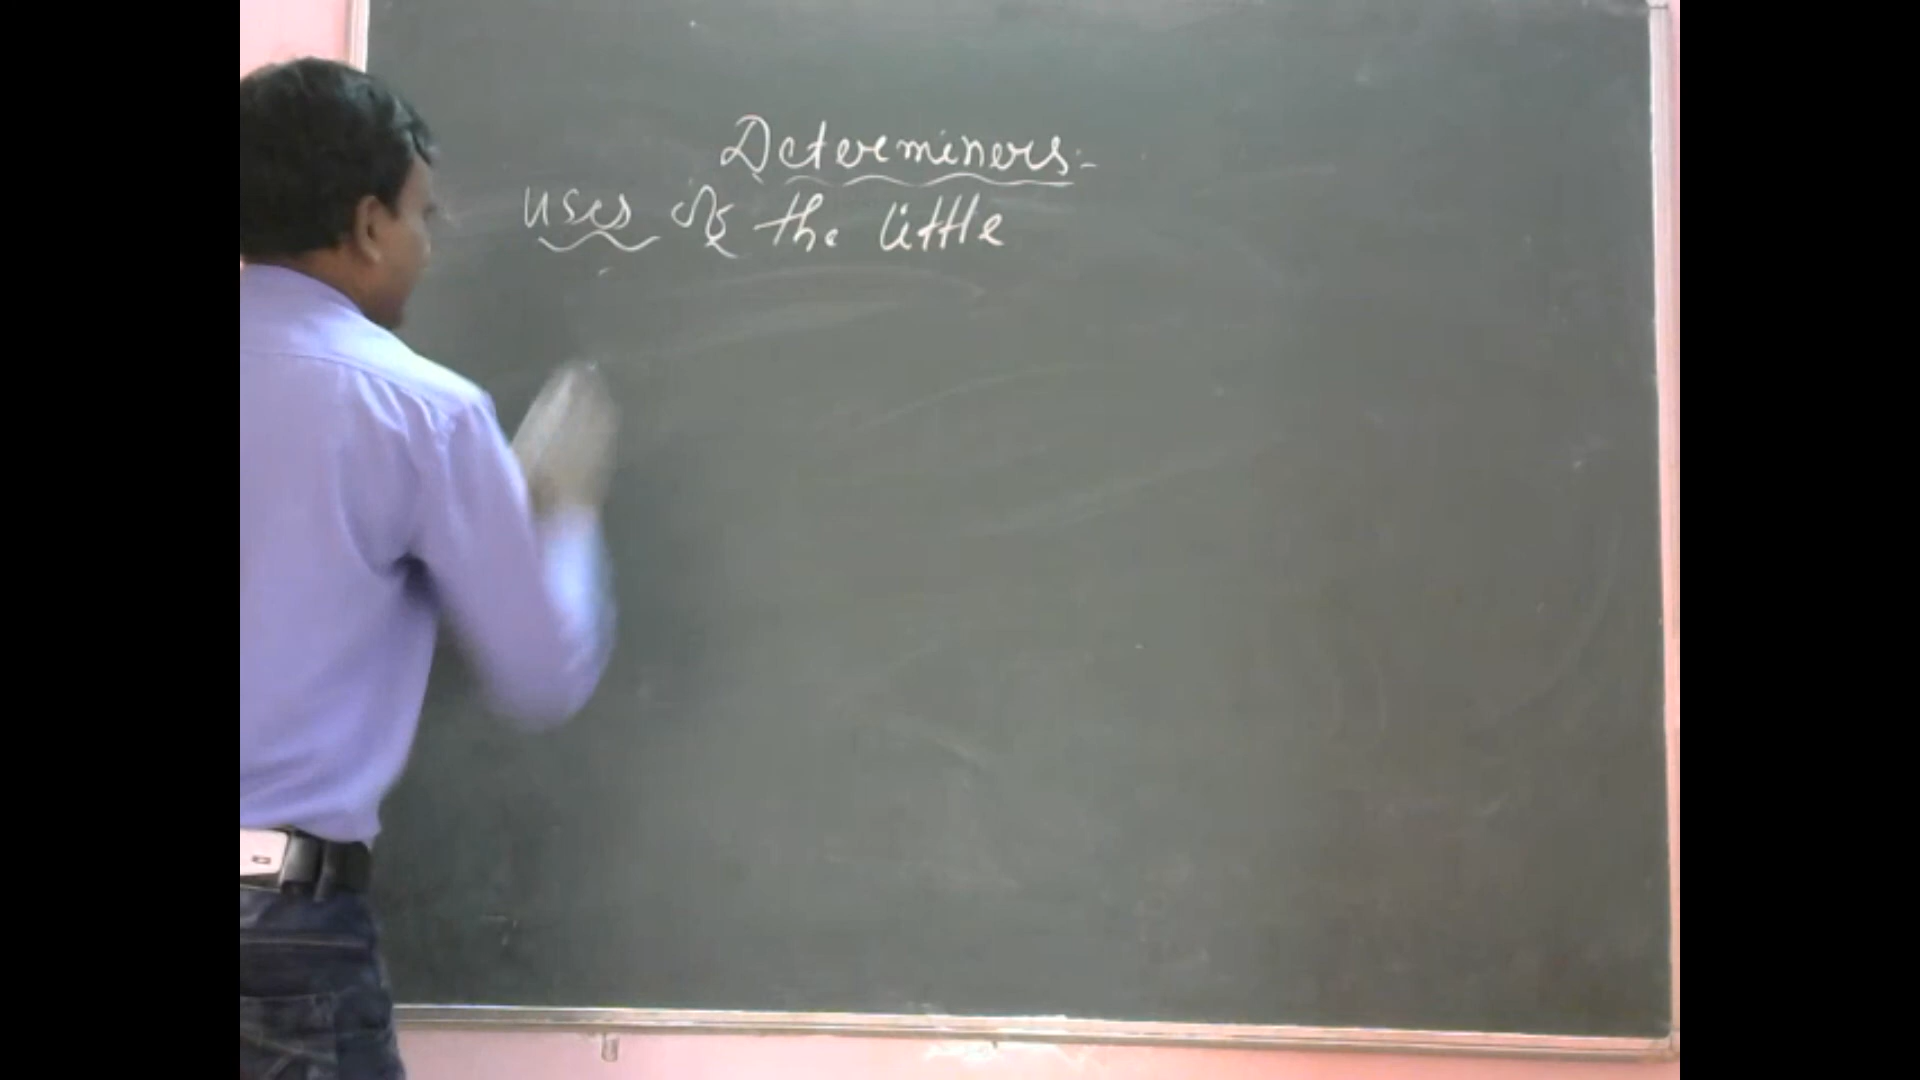 Determiners:-
uses of the little